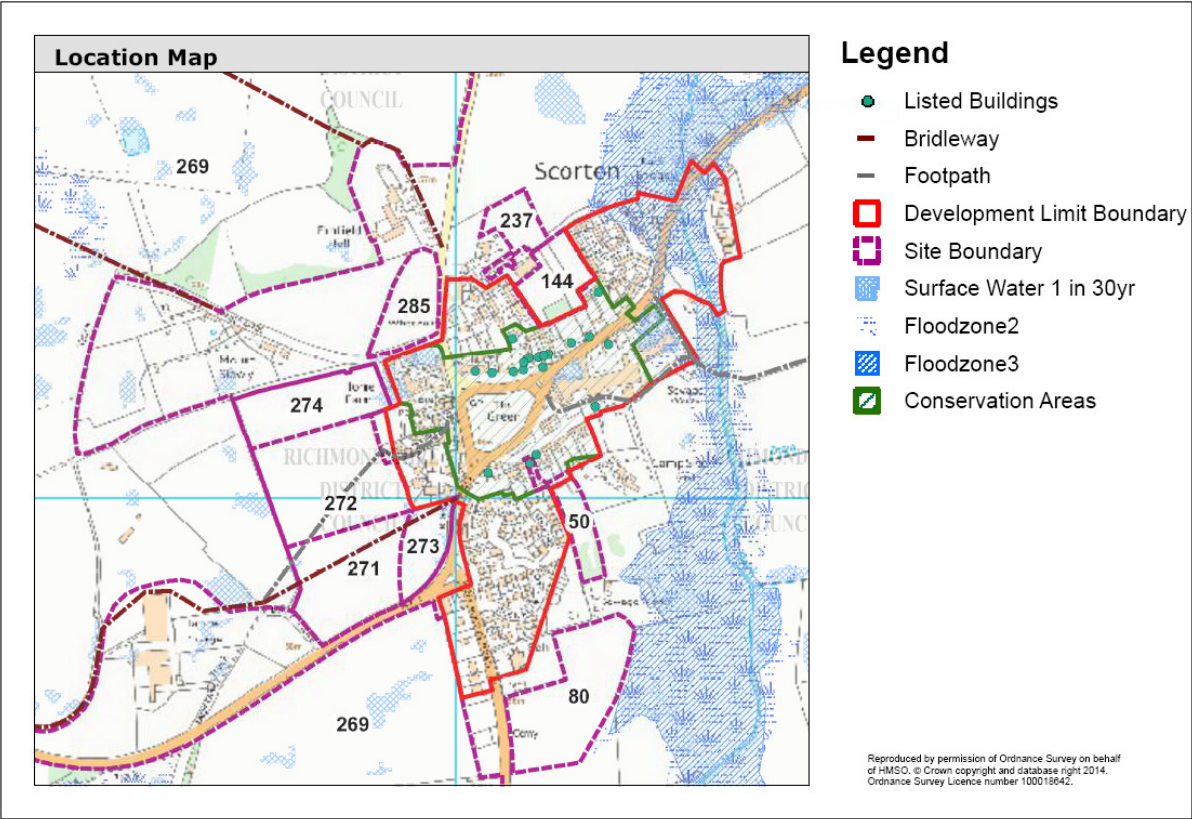 Location Map
COUNCIL
269
Scorton
237
144
285
274
RICHMOND
DISTRICT
COUNCIL
272
273
271
50
80
269
Legend
Listed Buildings
Bridleway
Footpath
Development Limit Boundary
Site Boundary
Surface Water 1 in 30yr
Floodzone2
Floodzone3
Conservation Areas
Reproduced by permission of Ordnance Survey on behalf
of HMSO. © Crown copyright and database right 2014.
Ordnance Survey Licence number 100018642.